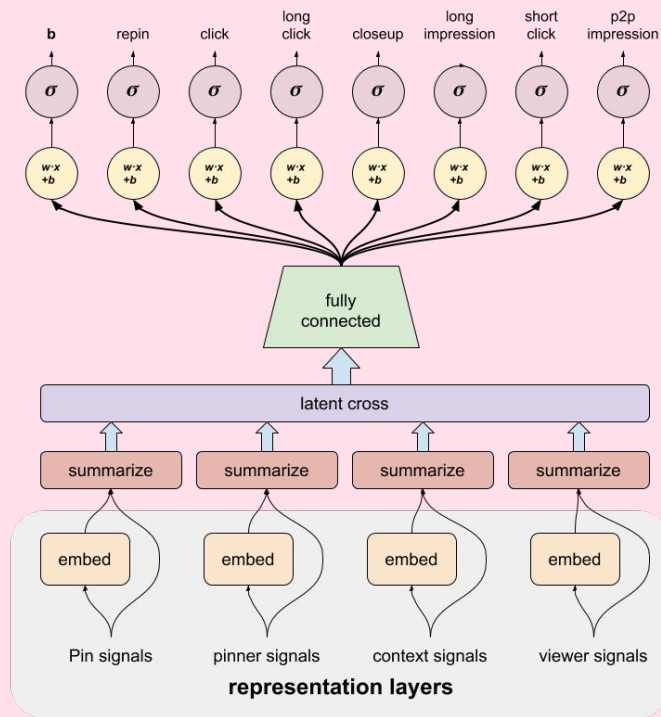 b
repin
click
long
click
closeup
long
impression
short
click
p2p
impression
σ
σ
σ
σ
σ
σ
σ
σ
w·x
+b
w·x
+b
w·x
+b
w·x
+b
w·x
+b
w·x
+b
w·x
+b
w·x
+b
fully
connected
latent cross
summarize
summarize
summarize
summarize
embed
embed
embed
embed
Pin signals
pinner signals
context signals
viewer signals
representation layers